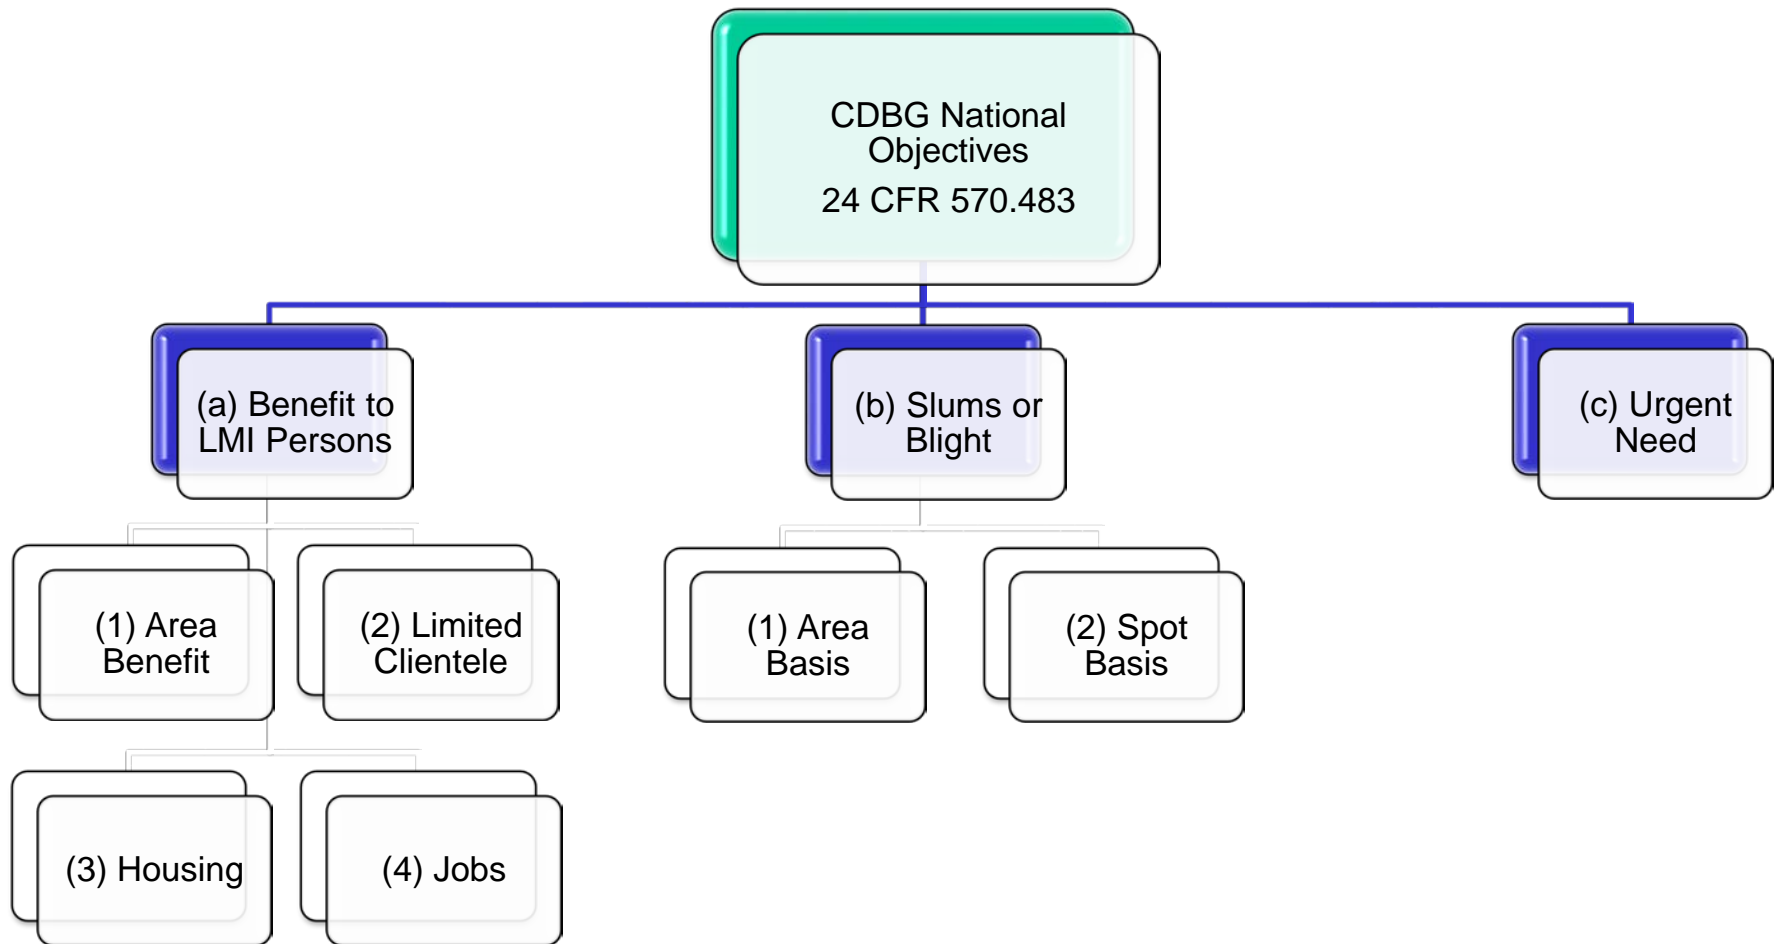 CDBG National
Objectives
24 CFR 570.483
(a) Benefit to
LMI Persons
(b) Slums or
Blight
(c) Urgent
Need
(1) Area
Benefit
(2) Limited
Clientele
(1) Area
Basis
(2) Spot
Basis
(3) Housing
(4) Jobs